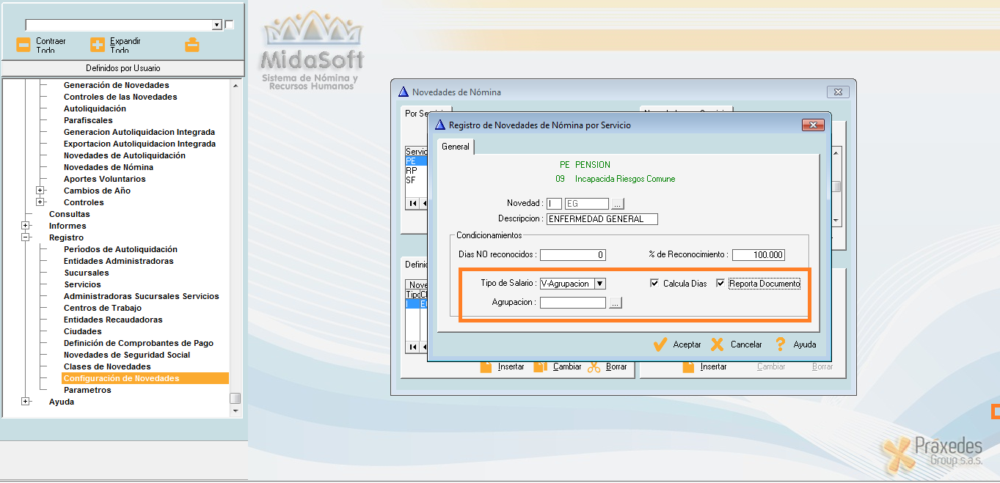 Contraer
Todo
Expandir
Todo
Definidos por Usuario
Generación de Novedades
Controles de las Novedades
Autoliquidación
Parafiscales
Generacion Autoliquidacion Integrada
Exportacion Autoliquidacion Integrada
Novedades de Autoliquidación
Novedades de Nómina
Aportes Voluntarios
Cambios de Año
Controles
Consultas
Informes
Registro
Períodos de Autoliquidación
Entidades Administradoras
Sucursales
Servicios
Administradoras Sucursales Servicios
Centros de Trabajo
Entidades Recaudadoras
Ciudades
Definición de Comprobantes de Pago
Novedades de Seguridad Social
Clases de Novedades
Configuración de Novedades
Parametros
Ayuda
MidaSoft
Sistema de Nómina y
Recursos Humanos
Novedades de Nómina
Por
PE
RP
SF
Registro de Novedades de Nómina por Servicio
General
PE PENSION
09 Incapacida Riesgos Comune
Novedad : I EG ...
Descripcion : ENFERMEDAD GENERAL
Condicionamientos
Dias NO reconocidos : 0 % de Reconocimiento : 100.000
Tipo de Salario : V-Agrupacion Calcula Dias Reporta Documento
Agrupacion : ...
Aceptar Cancelar Ayuda
Insertar Cambiar Borrar Insertar Cambiar Borrar
Práxedes
Group s.a.s.